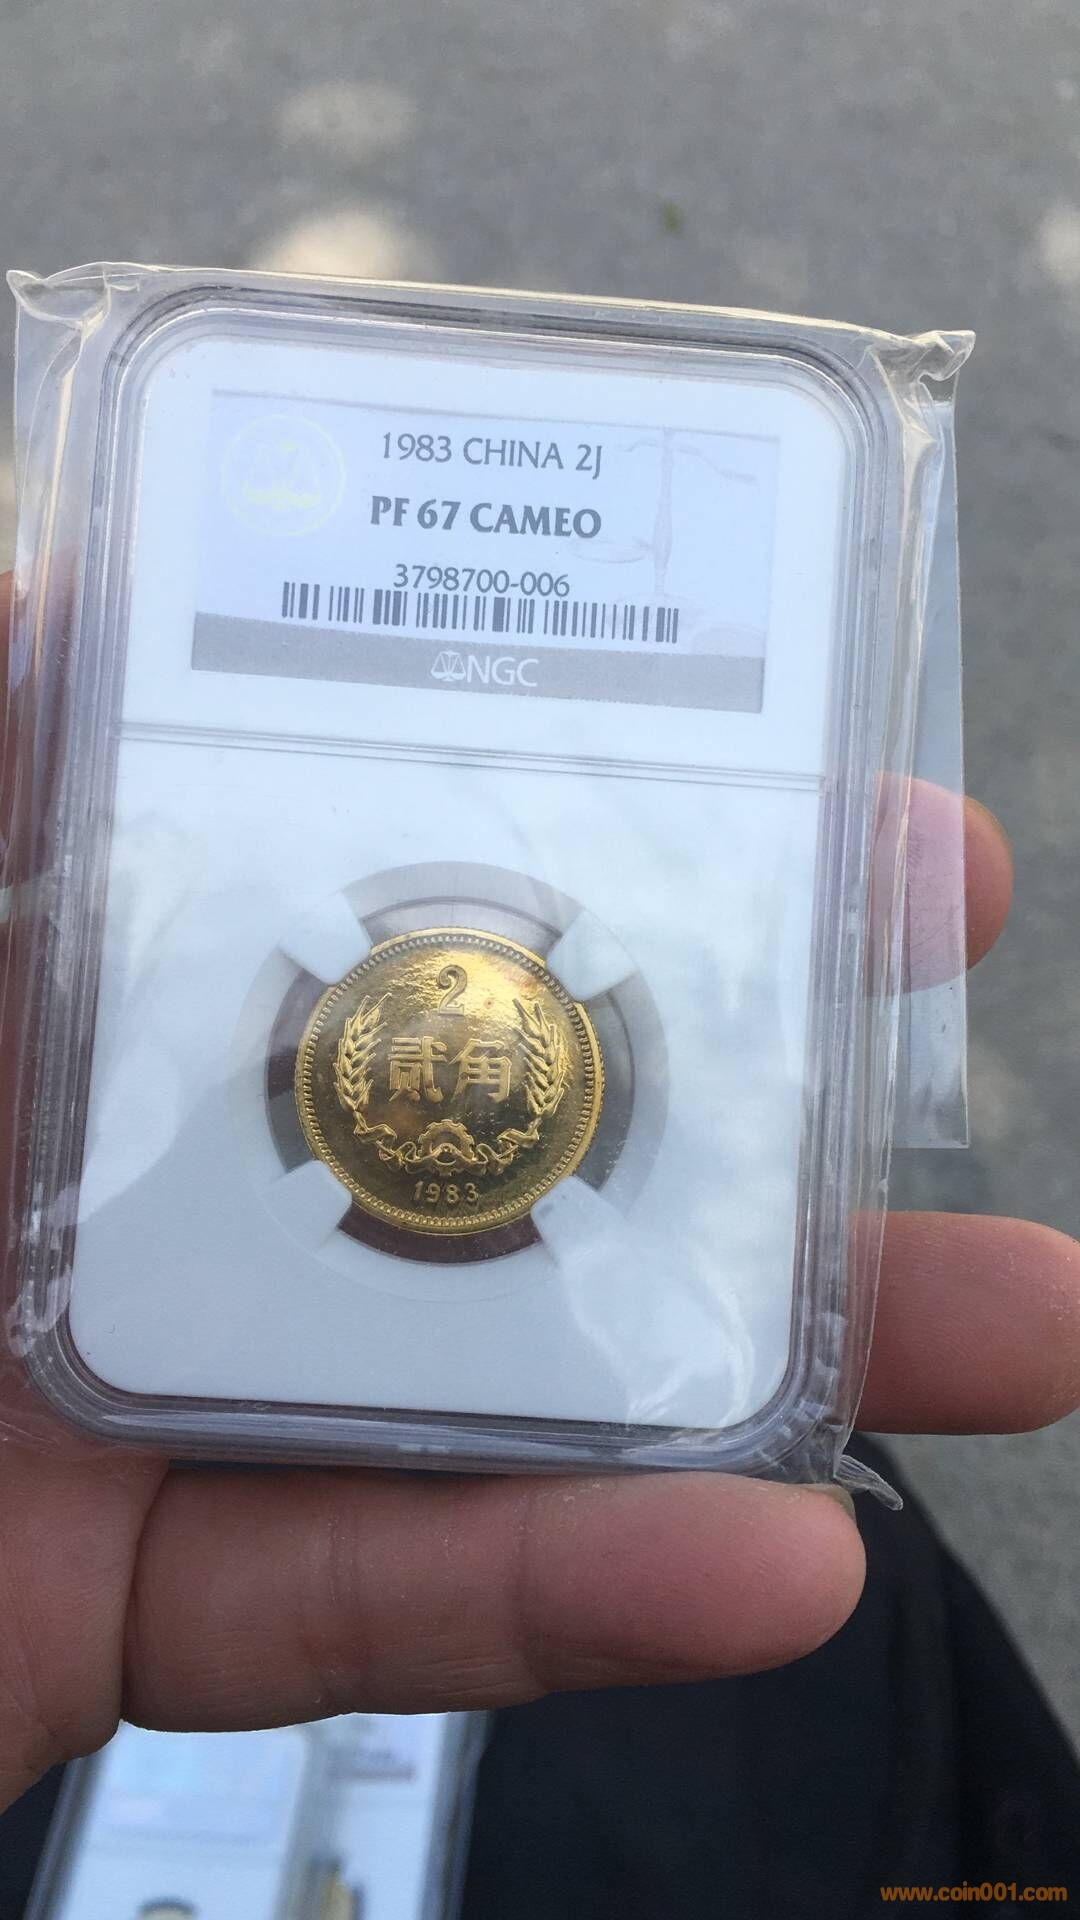 1983 CHINA 2J
PF 67 CAMEO
3798700-006
NGC
2
贰角
1983
www.coin001.com